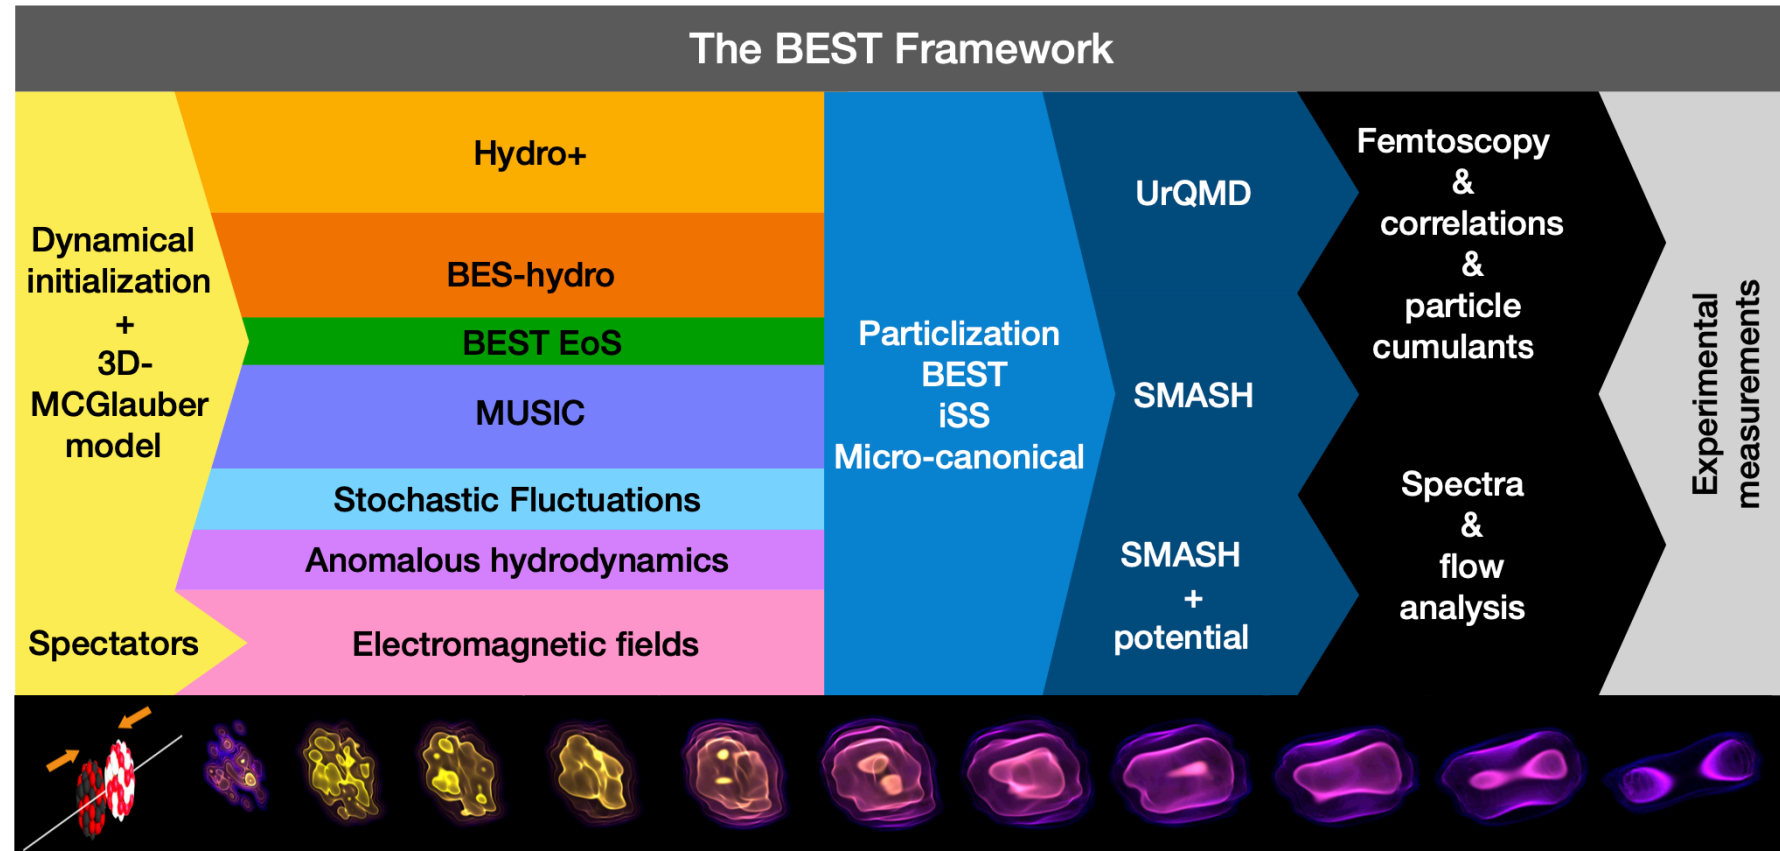 The BEST Framework
Dynamical
initialization
+
3D-
MCGlauber
model
Spectators
Hydro+
BES-hydro
BEST EoS
MUSIC
Stochastic Fluctuations
Anomalous hydrodynamics
Electromagnetic fields
Particlization
BEST
iSS
Micro-canonical
UrQMD
SMASH
SMASH
+
potential
Femtoscopy
&
correlations
&
particle
cumulants
Spectra
&
flow
analysis
Experimental
measurements